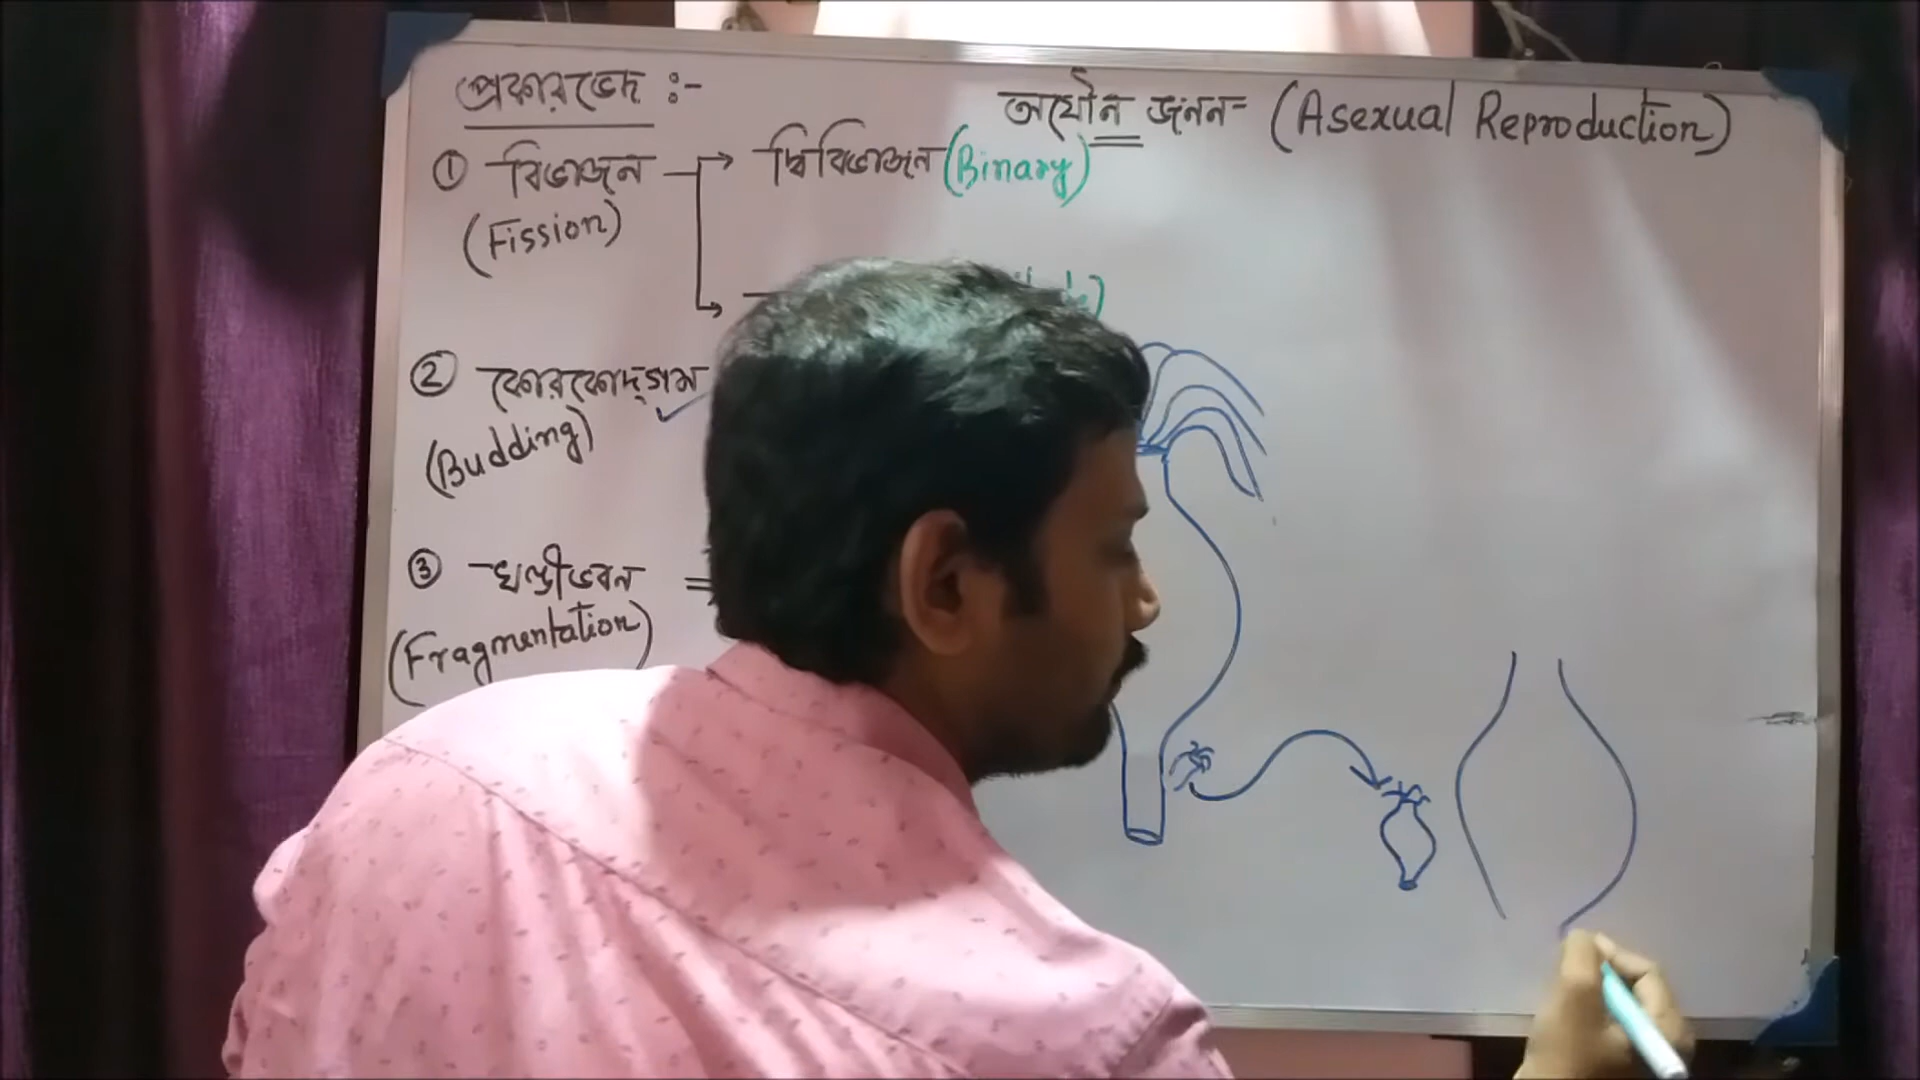 প্রকারভেদ :-
অযৌন জনন- (Asexual Reproduction)
① বিভাজন → দ্বিবিভাজন (Binary)
(Fission)
② কোরকোদ্গম
(Budding)
③ খণ্ডীভবন =
(Fragmentation)